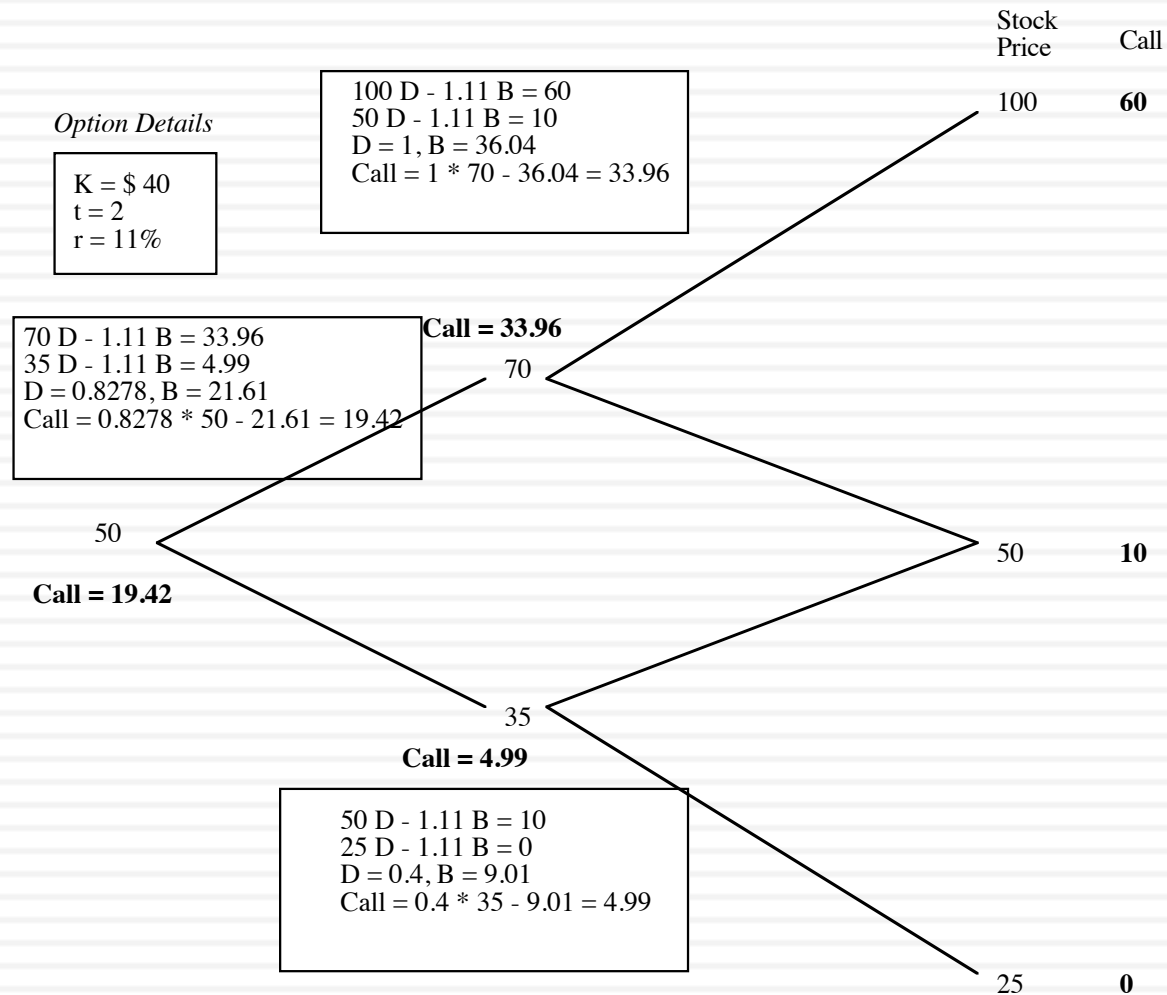 Stock
Price
Call
100
60
100 D - 1.11 B = 60
50 D - 1.11 B = 10
D = 1, B = 36.04
Call = 1 * 70 - 36.04 = 33.96
Option Details
K = $ 40
t = 2
r = 11%
70 D - 1.11 B = 33.96
35 D - 1.11 B = 4.99
D = 0.8278, B = 21.61
Call = 0.8278 * 50 - 21.61 = 19.42
Call = 33.96
70
50
Call = 19.42
50
10
35
Call = 4.99
50 D - 1.11 B = 10
25 D - 1.11 B = 0
D = 0.4, B = 9.01
Call = 0.4 * 35 - 9.01 = 4.99
25
0